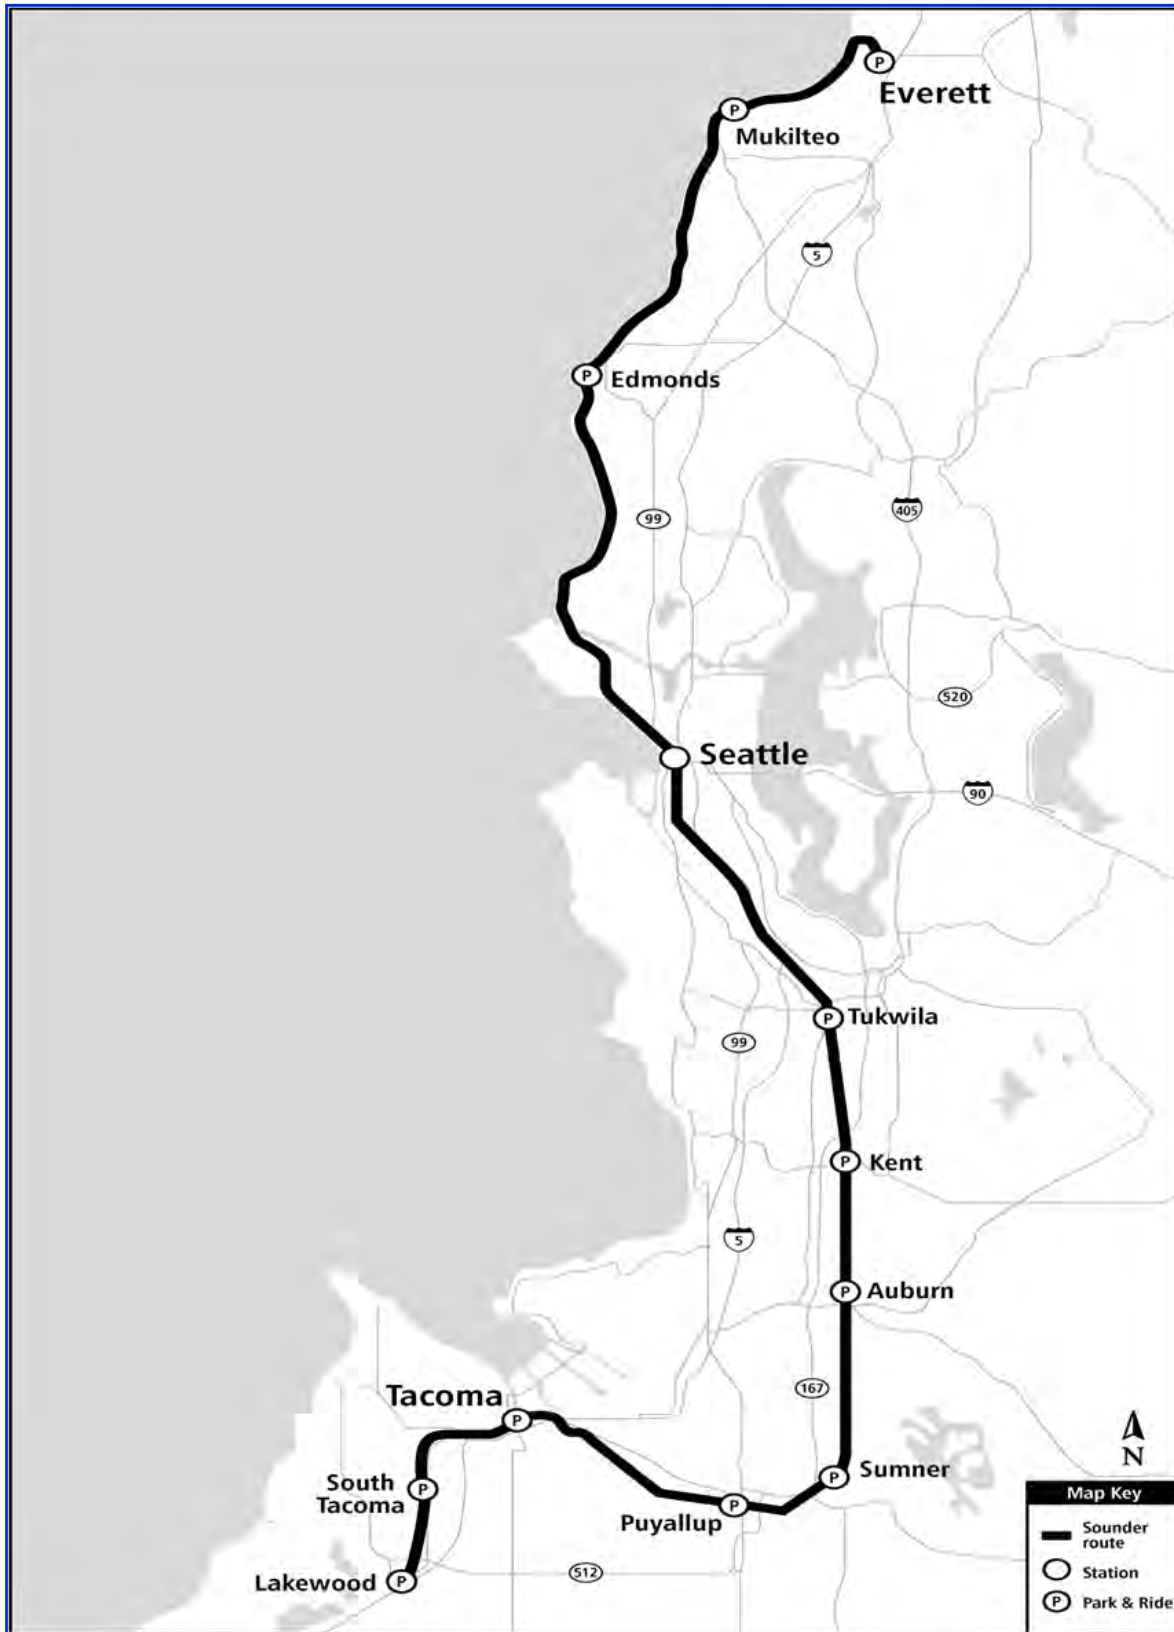 P
Everett
P
Mukilteo
5
P
Edmonds
99
405
520
Seattle
90
P
Tukwila
99
P
Kent
5
P
Auburn
167
Tacoma
P
P
Sumner
South
Tacoma
P
P
Puyallup
512
Lakewood
P
N
Map Key
Sounder
route
Station
P
Park & Ride